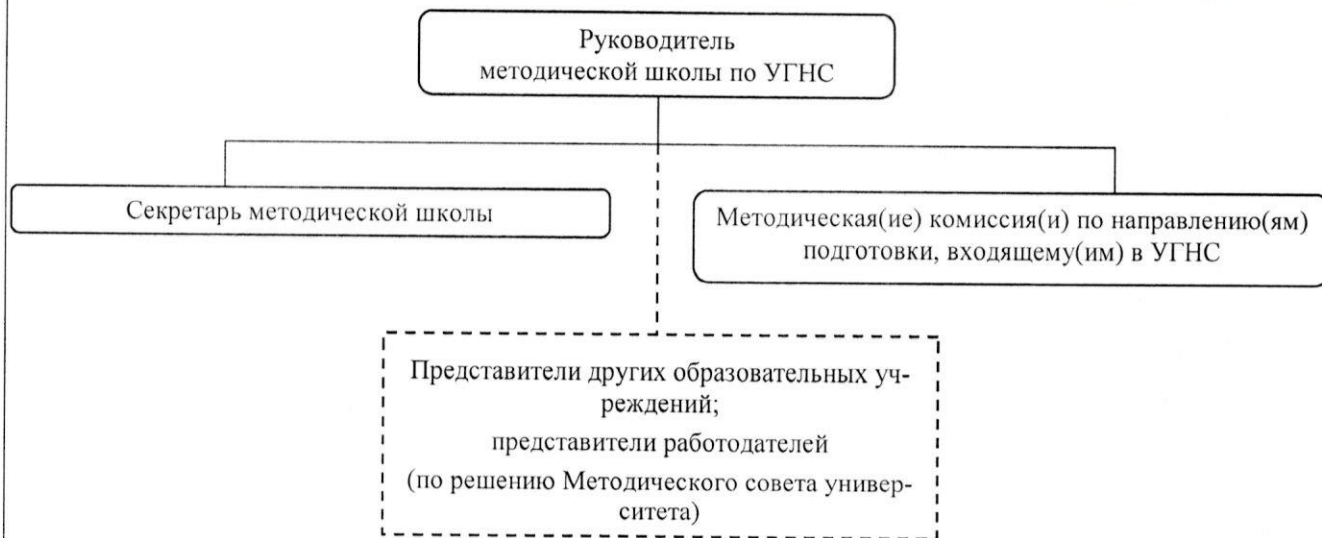 Руководитель
методической школы по УГНС
Секретарь методической школы
Методическая(ие) комиссия(и) по направлению(ям)
подготовки, входящему(им) в УГНС
Представители других образовательных уч-
реждений;
представители работодателей
(по решению Методического совета универ-
ситета)